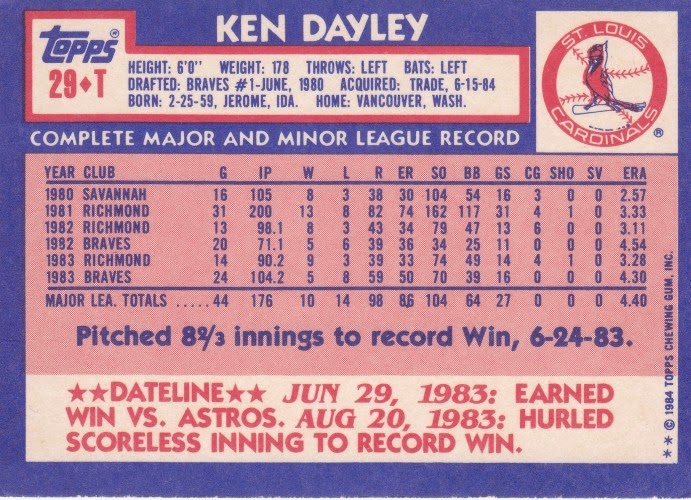 KEN DAYLEY
Topps
29♦T
HEIGHT: 6'0" WEIGHT: 178 THROWS: LEFT BATS: LEFT
DRAFTED: BRAVES #1-JUNE, 1980 ACQUIRED: TRADE, 6-15-84
BORN: 2-25-59, JEROME, IDA. HOME: VANCOUVER, WASH.
ST. LOUIS
CARDINALS ®
COMPLETE MAJOR AND MINOR LEAGUE RECORD
YEAR CLUB G IP W L R ER SO BB GS CG SHO SV ERA
1980 SAVANNAH 16 105 8 3 38 30 104 54 16 3 0 0 2.57
1981 RICHMOND 31 200 13 8 82 74 162 117 31 4 1 0 3.33
1982 RICHMOND 13 98.1 8 3 43 34 79 47 13 6 0 0 3.11
1982 BRAVES 20 71.1 5 6 39 36 34 25 11 0 0 0 4.54
1983 RICHMOND 14 90.2 9 3 39 33 74 49 14 4 1 0 3.28
1983 BRAVES 24 104.2 5 8 59 50 70 39 16 0 0 0 4.30
MAJOR LEA. TOTALS .....44 176 10 14 98 86 104 64 27 0 0 0 4.40
Pitched 8⅔ innings to record Win, 6-24-83.
★★DATELINE★★ JUN 29, 1983: EARNED
WIN VS. ASTROS. AUG 20, 1983: HURLED
SCORELESS INNING TO RECORD WIN.
** © 1984 TOPPS CHEWING GUM, INC.